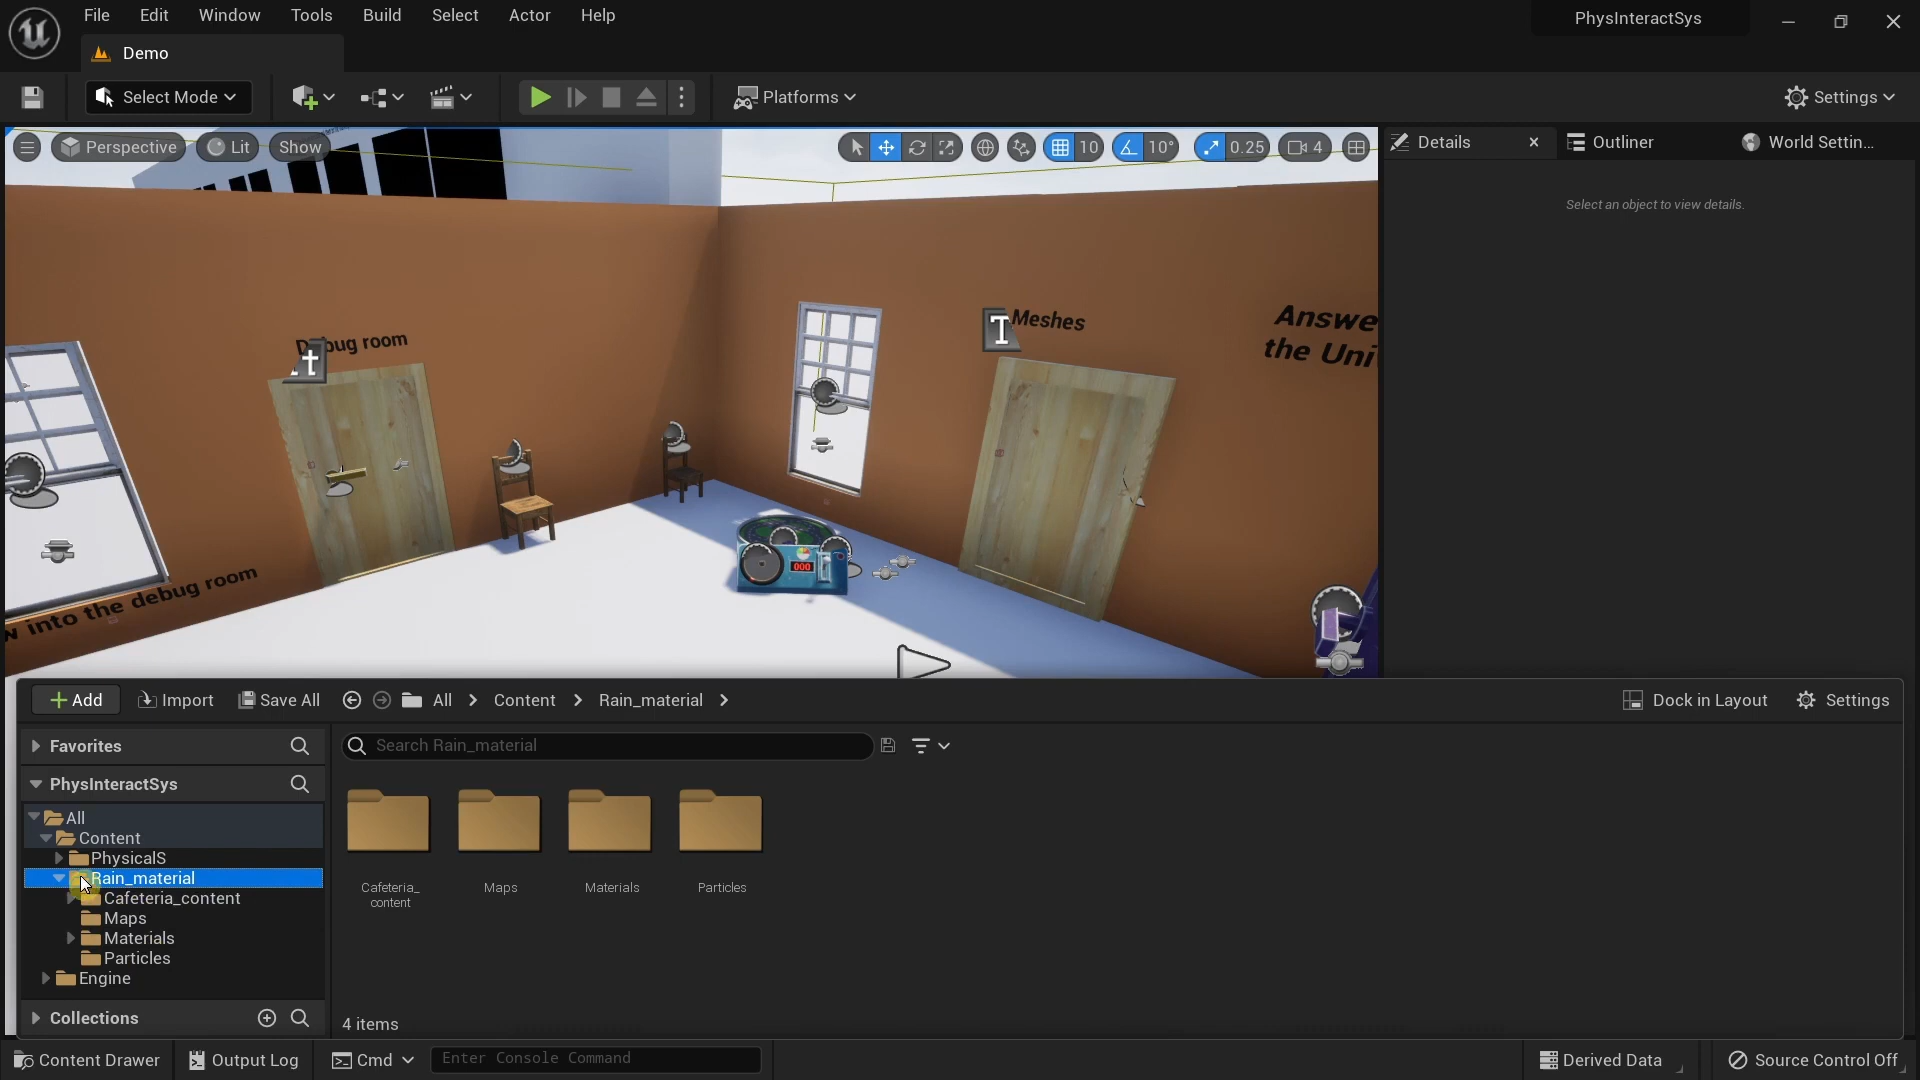 File Edit Window Tools Build Select Actor Help
PhysInteractSys
Demo
Select Mode
Platforms
Settings
Perspective
Lit
Show
10
10°
0.25
4
Details
Outliner
World Settin...
Select an object to view details.
Debug room
t
T
Meshes
Answe
the Uni
000
w into the debug room
Add
Import
Save All
All
Content
Rain_material
Dock in Layout
Settings
Favorites
Search Rain_material
PhysInteractSys
All
Content
PhysicalS
Rain_material
Cafeteria_content
Maps
Materials
Particles
Engine
Cafeteria_
content
Maps
Materials
Particles
Collections
4 items
Content Drawer
Output Log
Cmd
Enter Console Command
Derived Data
Source Control Off